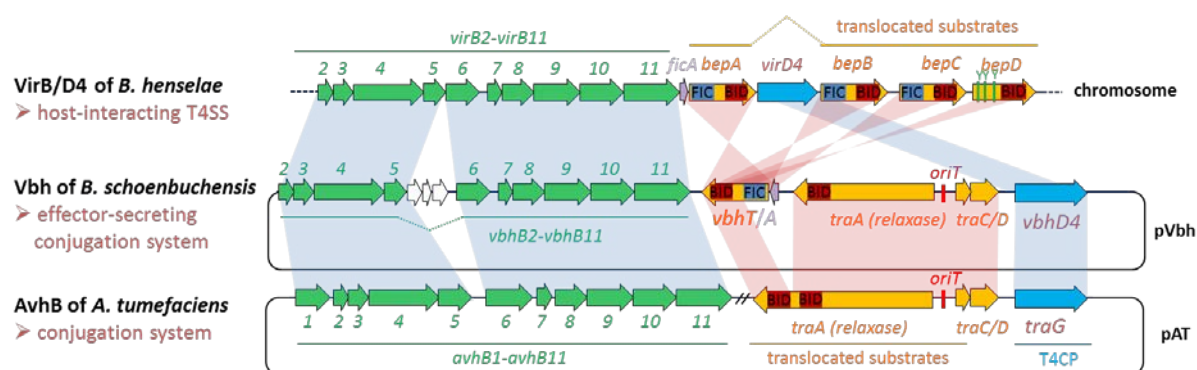 translocated substrates
virB2-virB11
2 3 4 5 6 7 8 9 10 11 ficA bepA virD4 bepB bepC bepD
VirB/D4 of B. henselae
FIC BID FIC BID FIC BID BID
chromosome
➢ host-interacting T4SS
2 3 4 5 6 7 8 9 10 11 oriT
Vbh of B. schoenbuchensis
BID FIC BID
➢ effector-secreting
conjugation system
vbhT/A traA (relaxase) traC/D vbhD4
vbhB2-vbhB11
pVbh
oriT
AvhB of A. tumefaciens
BID BID
➢ conjugation system
1 2 3 4 5 6 7 8 9 10 11
traA (relaxase) traC/D traG
pAT
avhB1-avhB11
translocated substrates
T4CP